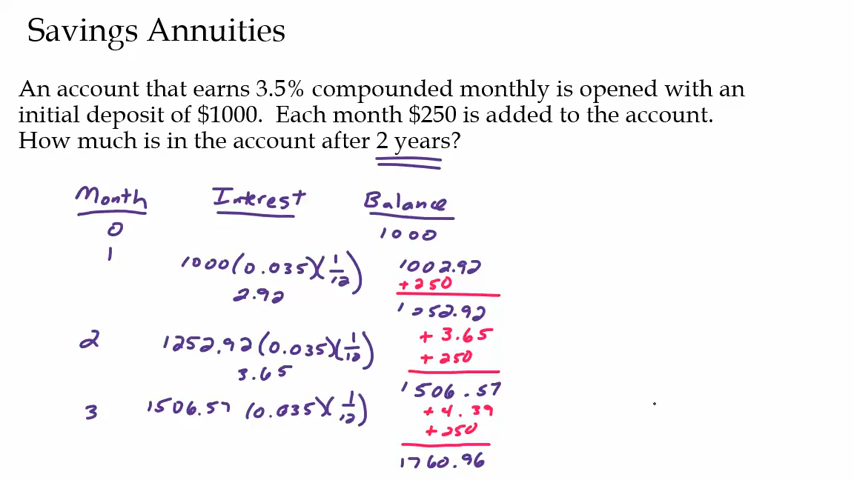 Savings Annuities
An account that earns 3.5% compounded monthly is opened with an
initial deposit of $1000. Each month $250 is added to the account.
How much is in the account after 2 years?
Month Interest Balance
0 1000
1 1000(0.035)(1/12) 1002.92
2.92 +250
1252.92
2 1252.92(0.035)(1/12) +3.65
3.65 +250
1506.57
3 1506.57(0.035)(1/12) +4.39
+250
1760.96